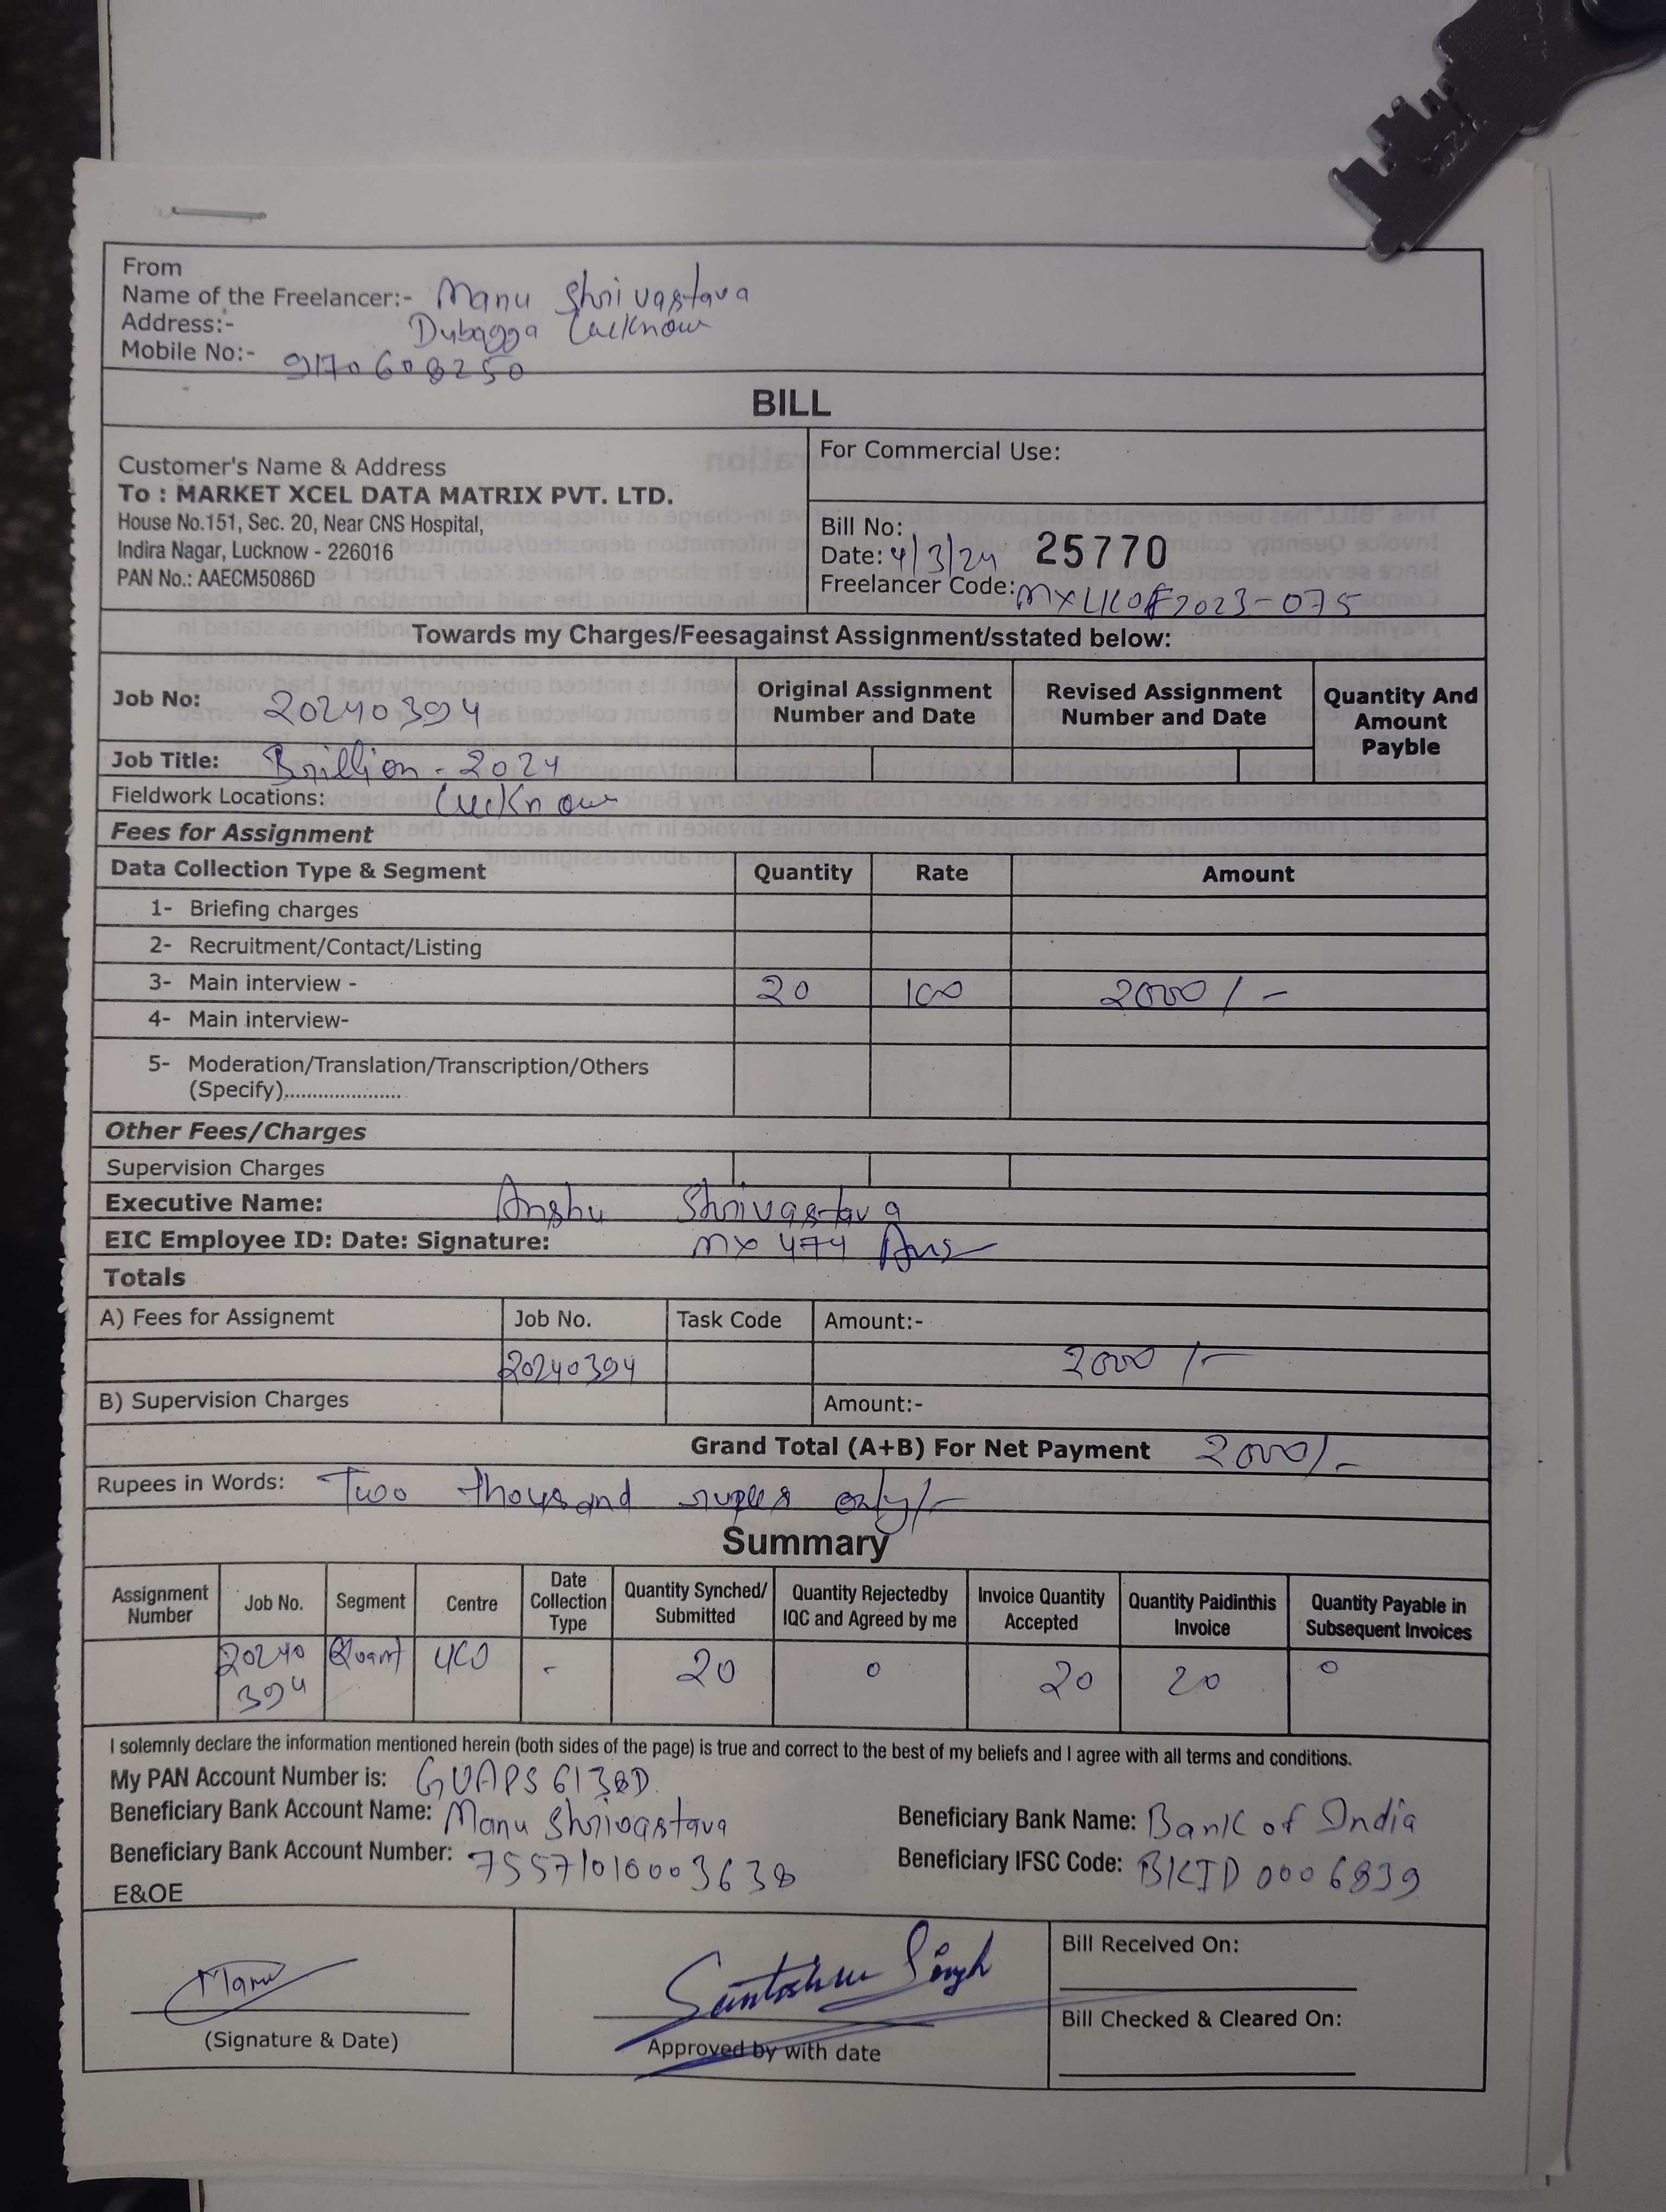 From
Name of the Freelancer:- Manu Shrivastava
Address:- Dubagga Lucknow
Mobile No:- 9170608250
BILL
Customer's Name & Address
To : MARKET XCEL DATA MATRIX PVT. LTD.
House No.151, Sec. 20, Near CNS Hospital,
Indira Nagar, Lucknow - 226016
PAN No.: AAECM5086D
For Commercial Use:
Bill No: 25770
Date: 4/3/24
Freelancer Code: MXLKOF2023-075
Towards my Charges/Feesagainst Assignment/sstated below:
Job No: 20240394
Original Assignment Number and Date
Revised Assignment Number and Date
Quantity And Amount Payble
Job Title: Brillion-2024
Fieldwork Locations: Lucknow
Fees for Assignment
Data Collection Type & Segment Quantity Rate Amount
1- Briefing charges
2- Recruitment/Contact/Listing
3- Main interview - 20 100 2000/-
4- Main interview-
5- Moderation/Translation/Transcription/Others
(Specify).....................
Other Fees/Charges
Supervision Charges
Executive Name: Anshu Shrivastava
EIC Employee ID: Date: Signature: MX 474
Totals
A) Fees for Assignemt Job No. Task Code Amount:-
20240394 2000/-
B) Supervision Charges Amount:-
Grand Total (A+B) For Net Payment 2000/-
Rupees in Words: Two thousand rupees only/-
Summary
Assignment Number
Job No.
Segment
Centre
Date Collection Type
Quantity Synched/ Submitted
Quantity Rejectedby IQC and Agreed by me
Invoice Quantity Accepted
Quantity Paidinthis Invoice
Quantity Payable in Subsequent Invoices
20240 Quant - 20 0 20 20 0
394
I solemnly declare the information mentioned herein (both sides of the page) is true and correct to the best of my beliefs and I agree with all terms and conditions.
My PAN Account Number is: GUAPS6138D
Beneficiary Bank Account Name: Manu Shrivastava
Beneficiary Bank Name: Bank of India
Beneficiary Bank Account Number: 755710100003638
Beneficiary IFSC Code: BKID0006839
E&OE
Manu
(Signature & Date)
Santosh Singh
Approved by with date
Bill Received On:
Bill Checked & Cleared On: